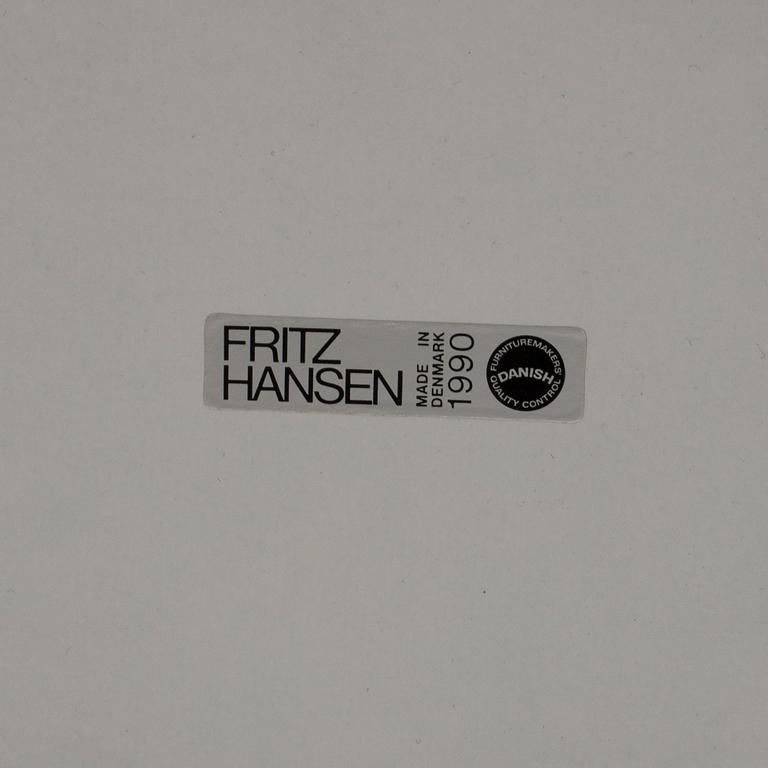 FRITZ
HANSEN
MADE IN
DENMARK
1990
FURNITUREMAKERS'
DANISH
QUALITY CONTROL